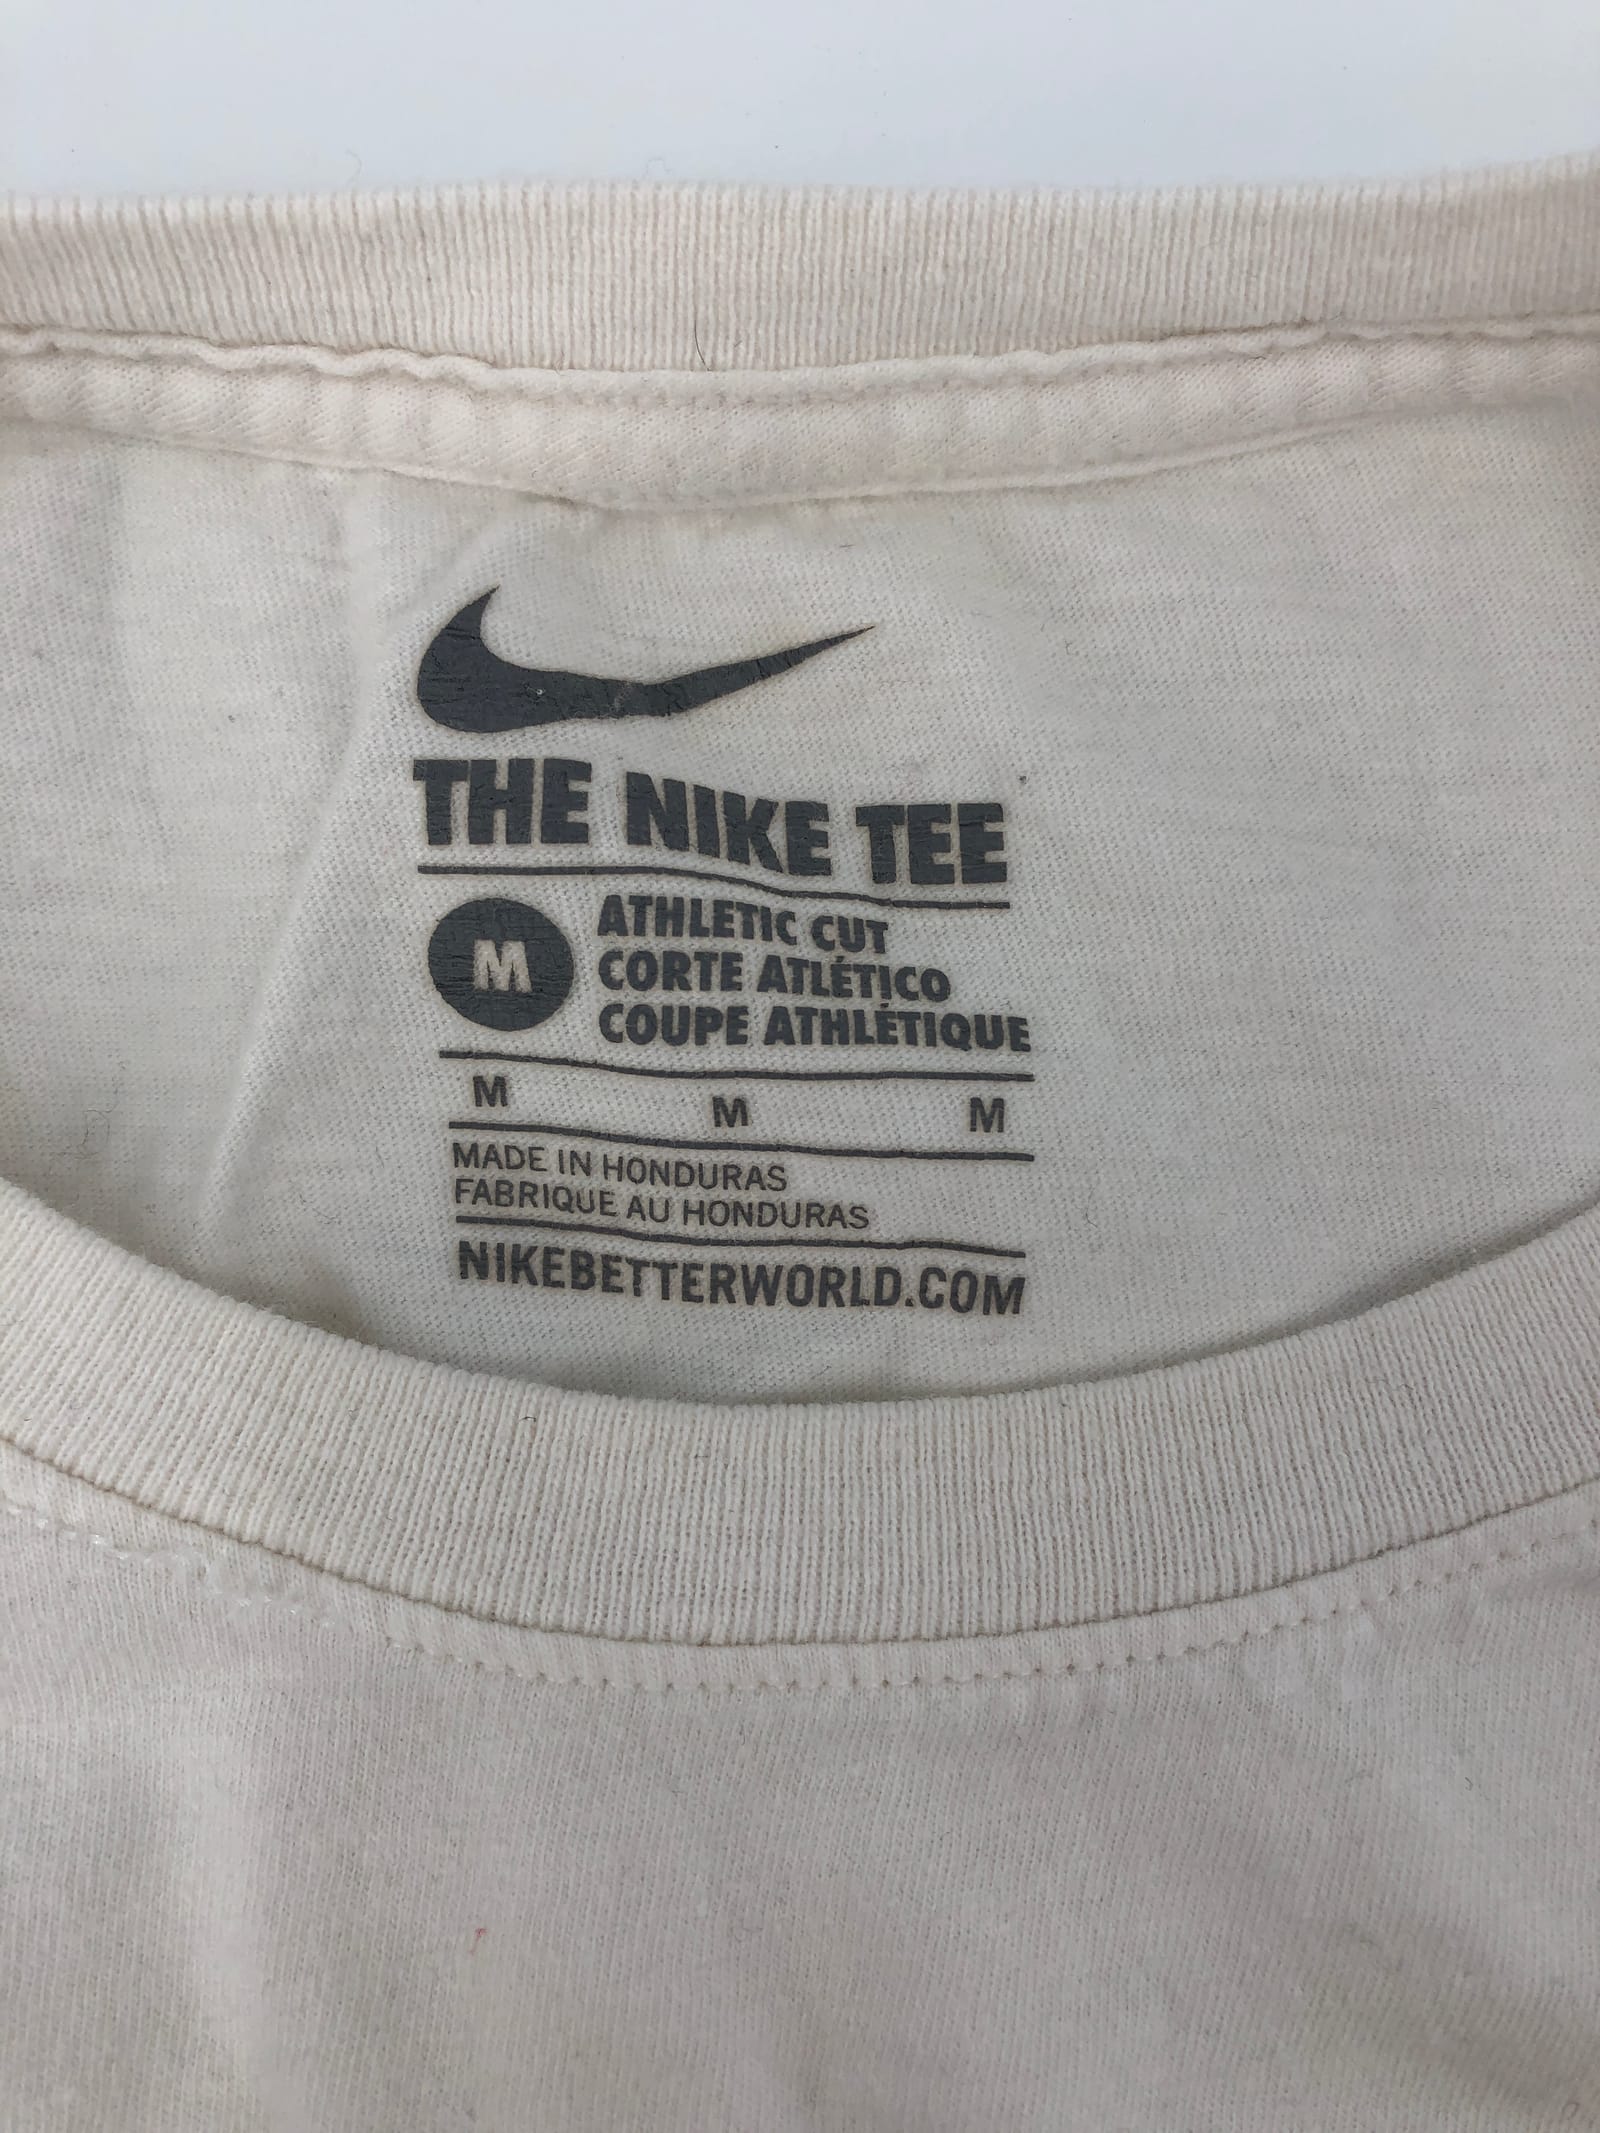 THE NIKE TEE
M
ATHLETIC CUT
CORTE ATLÉTICO
COUPE ATHLÉTIQUE
M M M
MADE IN HONDURAS
FABRIQUE AU HONDURAS
NIKEBETTERWORLD.COM